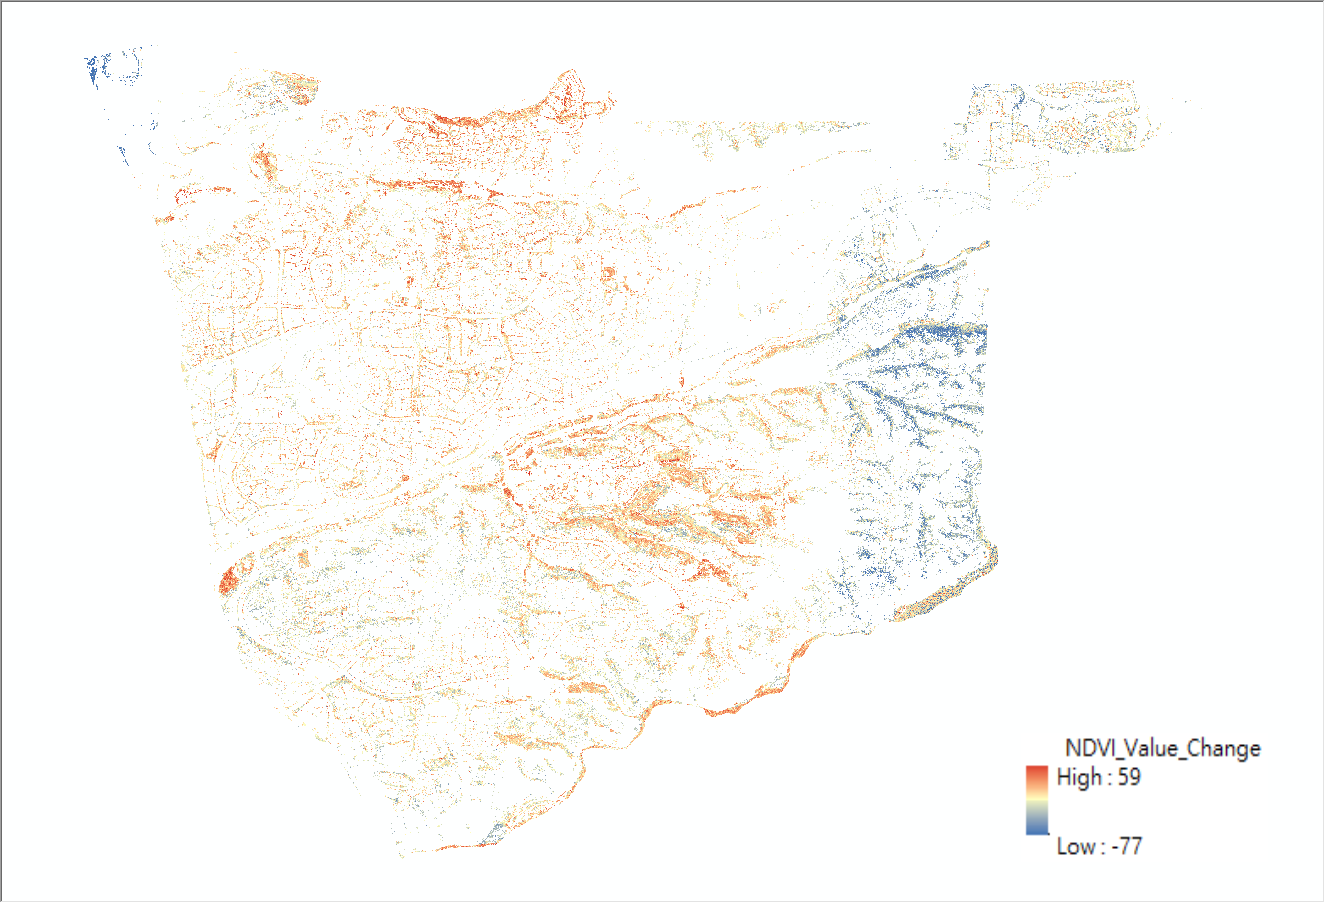 NDVI_Value_Change
High : 59
Low : -77